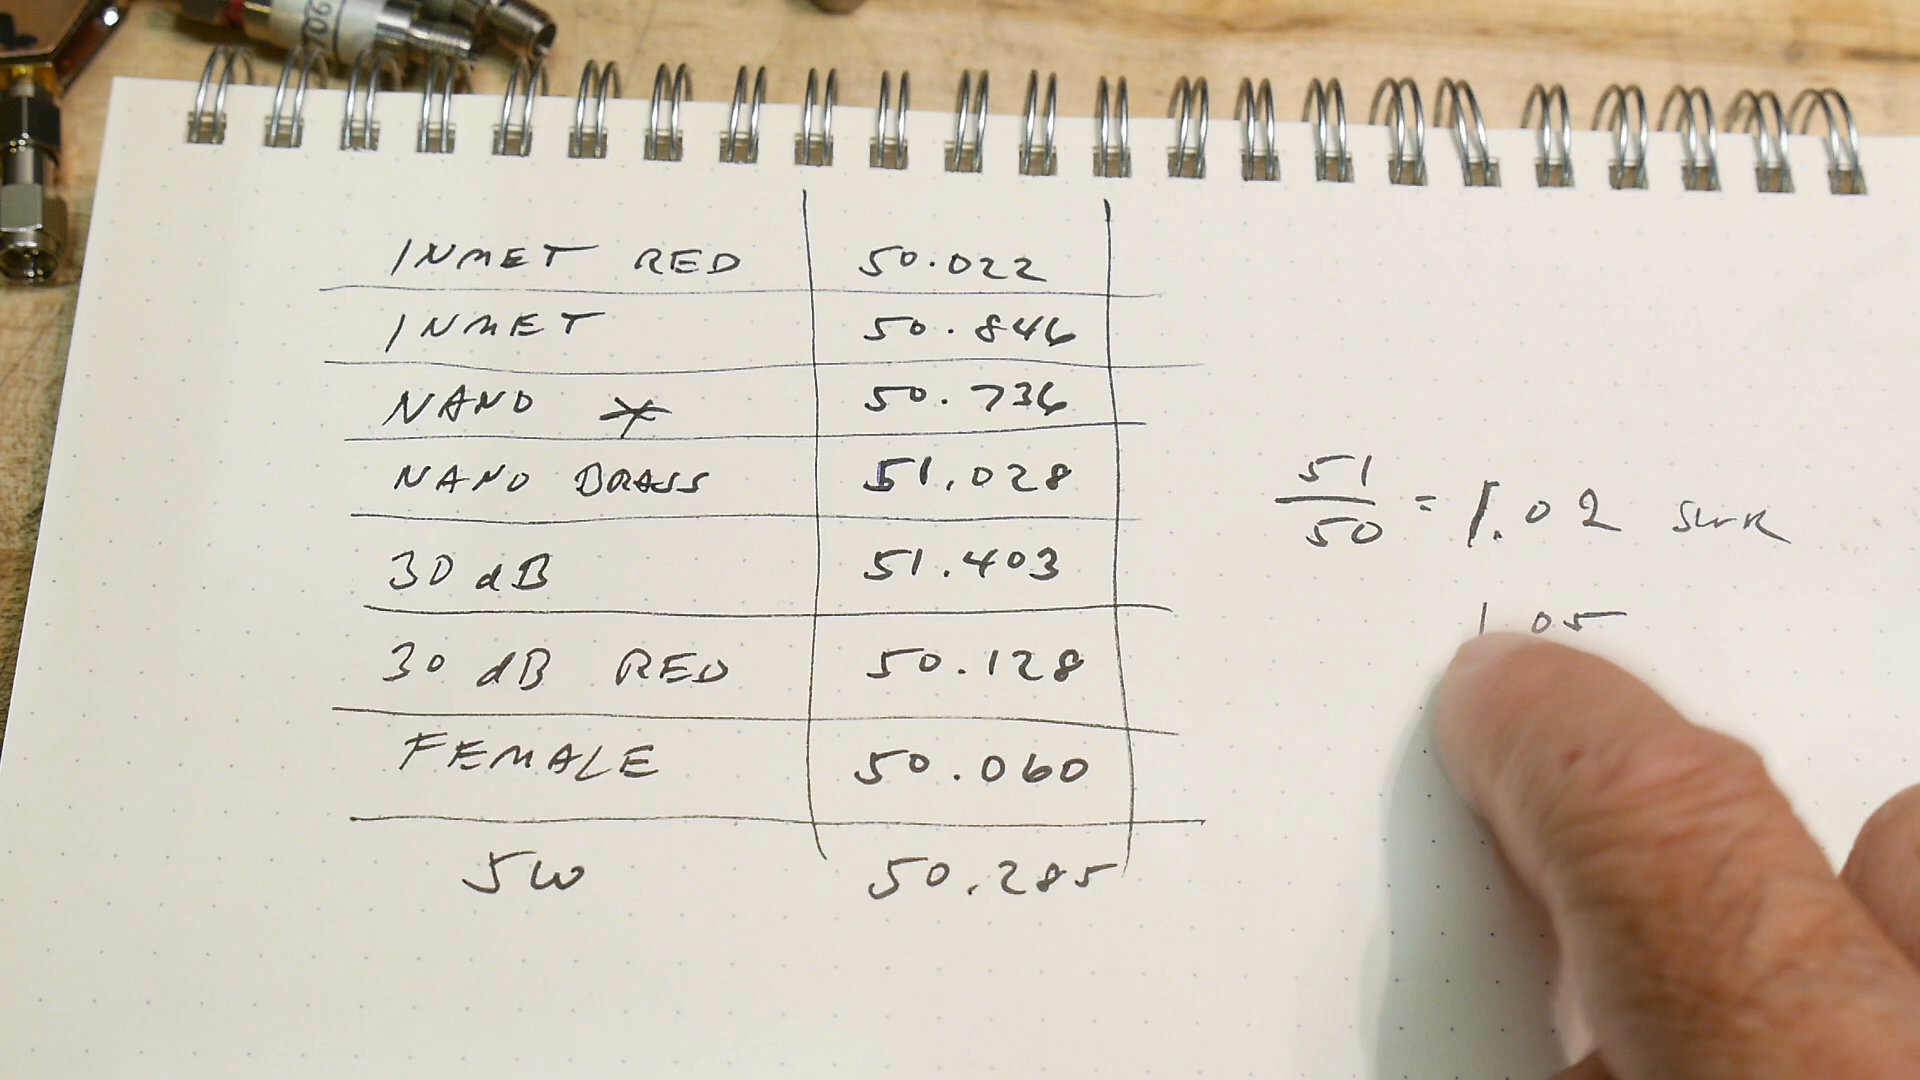 INMET RED 50.022
INMET 50.846
NANO * 50.736
NANO BRASS 51.028
30 dB 51.403
30 dB RED 50.128
FEMALE 50.060
5W 50.285
51
50 = 1.02 SWR
1.05